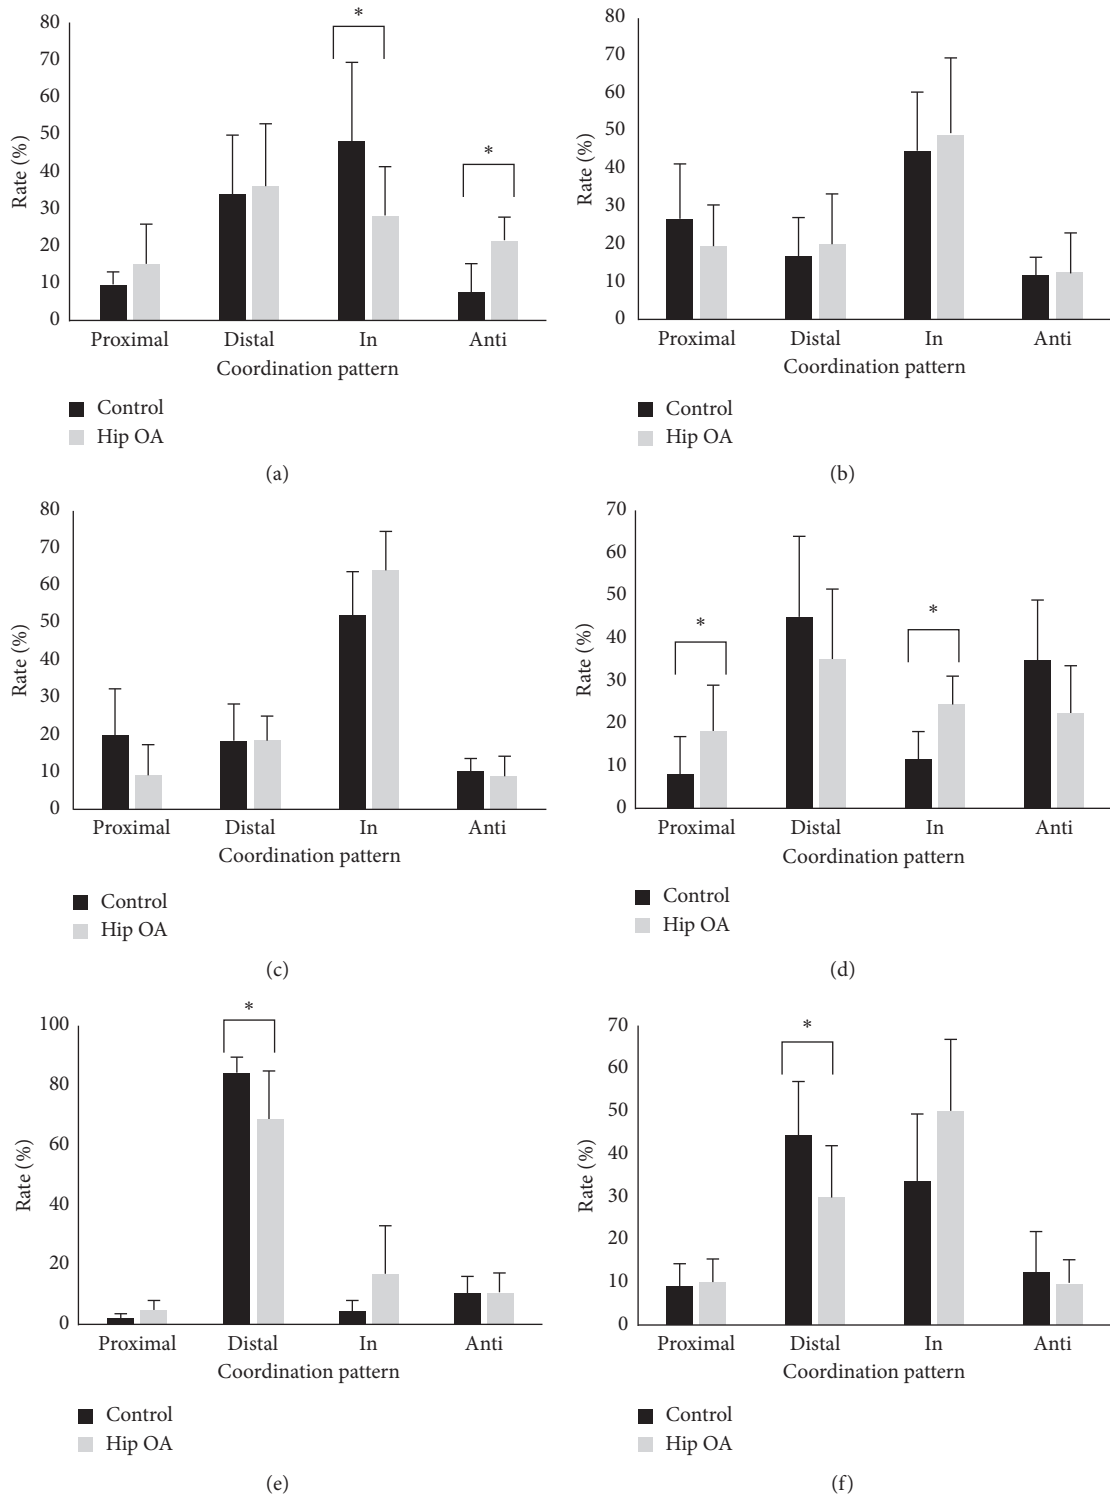 80
70
60
50
40
30
20
10
0
Rate (%)
*
*
Proximal Distal In Anti
Coordination pattern
Control
Hip OA
(a)
80
70
60
50
40
30
20
10
0
Rate (%)
Proximal Distal In Anti
Coordination pattern
Control
Hip OA
(b)
80
70
60
50
40
30
20
10
0
Rate (%)
Proximal Distal In Anti
Coordination pattern
Control
Hip OA
(c)
70
60
50
40
30
20
10
0
Rate (%)
*
*
Proximal Distal In Anti
Coordination pattern
Control
Hip OA
(d)
100
80
60
40
20
0
Rate (%)
*
Proximal Distal In Anti
Coordination pattern
Control
Hip OA
(e)
70
60
50
40
30
20
10
0
Rate (%)
*
Proximal Distal In Anti
Coordination pattern
Control
Hip OA
(f)